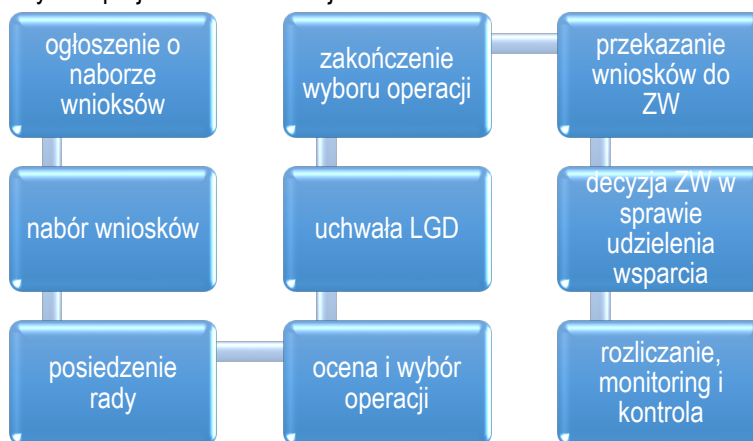 ogłoszenie o
naborze
wnioksów
nabór wniosków
posiedzenie
rady
ocena i wybór
operacji
uchwała LGD
zakończenie
wyboru operacji
przekazanie
wniosków do
ZW
decyzja ZW w
sprawie
udzielenia
wsparcia
rozliczanie,
monitoring i
kontrola